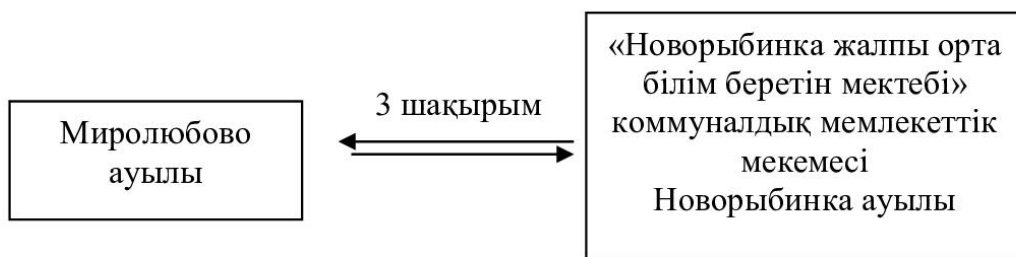 Миролюбово
ауылы
3 шақырым
«Новорыбинка жалпы орта
білім беретін мектебі»
коммуналдық мемлекеттік
мекемесі
Новорыбинка ауылы